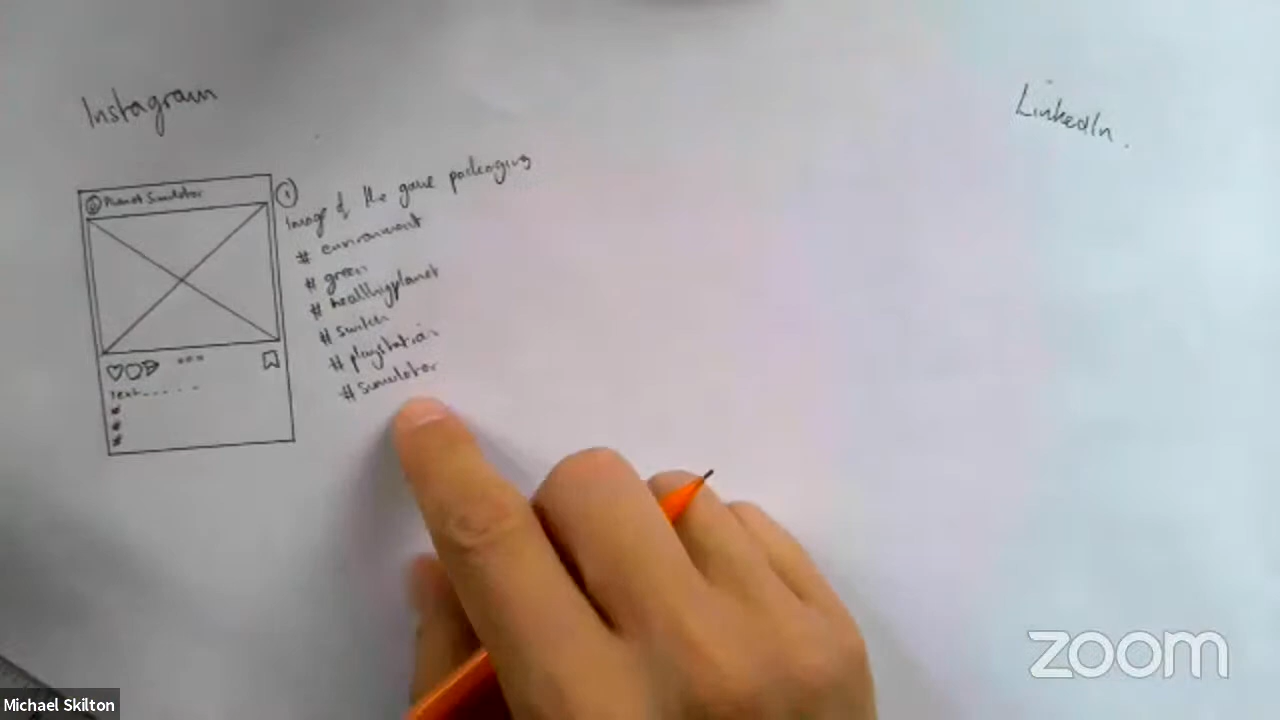 Instagram
LinkedIn.
Planet Simulator
①
Image of the game packaging
# environment
# green
# healthyplanet
# switch
# playstation
# simulator
Text.....
#
#
#
zoom
Michael Skilton